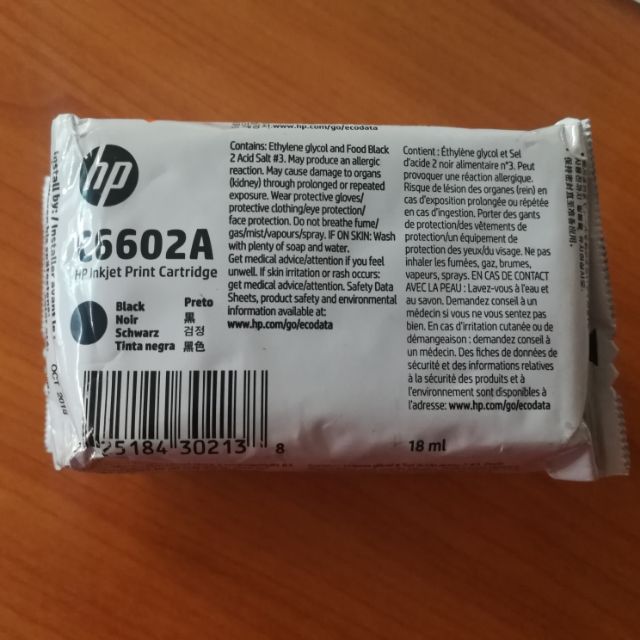 www.hp.com/go/ecodata
hp
C6602A
HP Inkjet Print Cartridge
Black
Noir
Schwarz
Tinta negra
Preto
黑
검정
黑色
Contains: Ethylene glycol and Food Black
2 Acid Salt #3. May produce an allergic
reaction. May cause damage to organs
(kidney) through prolonged or repeated
exposure. Wear protective gloves/
protective clothing/eye protection/
face protection. Do not breathe fume/
gas/mist/vapours/spray. IF ON SKIN: Wash
with plenty of soap and water.
Get medical advice/attention if you feel
unwell. If skin irritation or rash occurs:
get medical advice/attention. Safety Data
Sheets, product safety and environmental
information available at:
www.hp.com/go/ecodata
Contient : Éthylène glycol et Sel
d'acide 2 noir alimentaire n°3. Peut
provoquer une réaction allergique.
Risque de lésion des organes (rein) en
cas d'exposition prolongée ou répétée
en cas d'ingestion. Porter des gants
de protection/des vêtements de
protection/un équipement de
protection des yeux/du visage. Ne pas
inhaler les fumées, gaz, brumes,
vapeurs, sprays. EN CAS DE CONTACT
AVEC LA PEAU : Lavez-vous à l'eau et
au savon. Demandez conseil à un
médecin si vous ne vous sentez pas
bien. En cas d'irritation cutanée ou de
démangeaison : demandez conseil à
un médecin. Des fiches de données de
sécurité et des informations relatives
à la sécurité des produits et à
l'environnement sont disponibles à
l'adresse: www.hp.com/go/ecodata
Install by: / Installer avant le
OCT 2018
25184 30213 8
18 ml